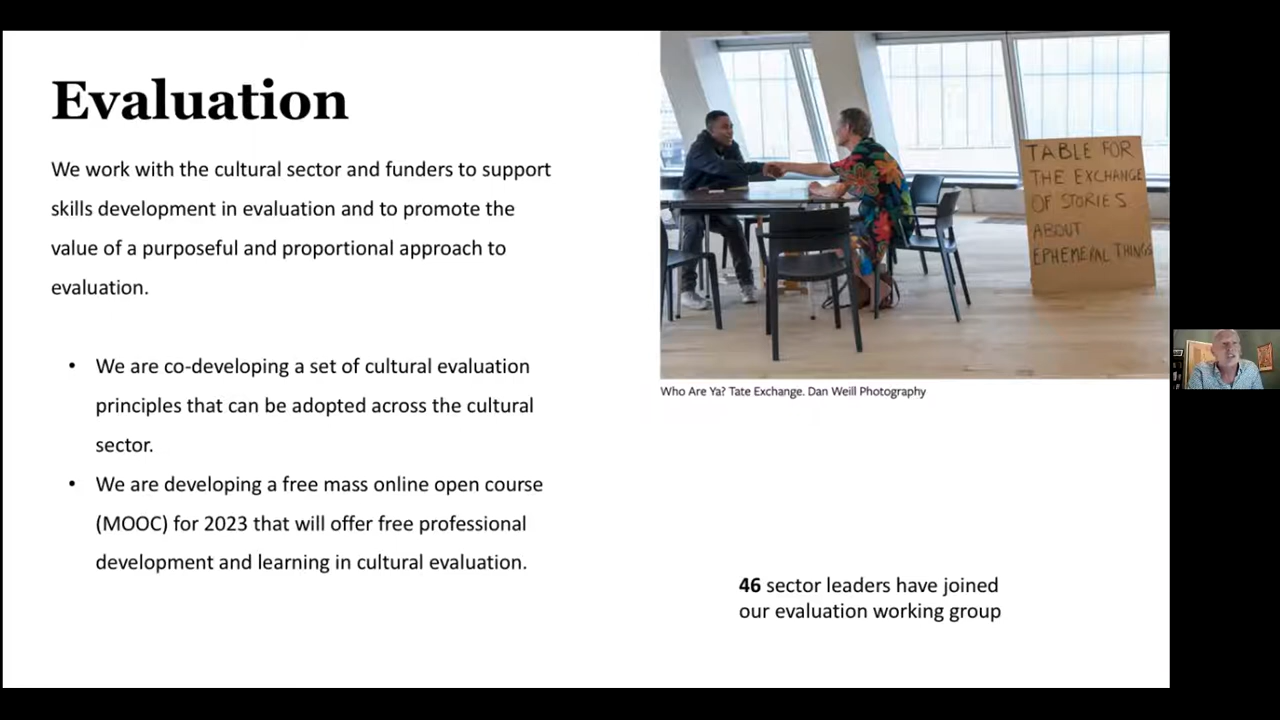 Evaluation
We work with the cultural sector and funders to support
skills development in evaluation and to promote the
value of a purposeful and proportional approach to
evaluation.
• We are co-developing a set of cultural evaluation
principles that can be adopted across the cultural
sector.
• We are developing a free mass online open course
(MOOC) for 2023 that will offer free professional
development and learning in cultural evaluation.
TABLE FOR
THE EXCHANGE
OF STORIES
ABOUT
EPHEMERAL THINGS
Who Are Ya? Tate Exchange. Dan Weill Photography
46 sector leaders have joined
our evaluation working group